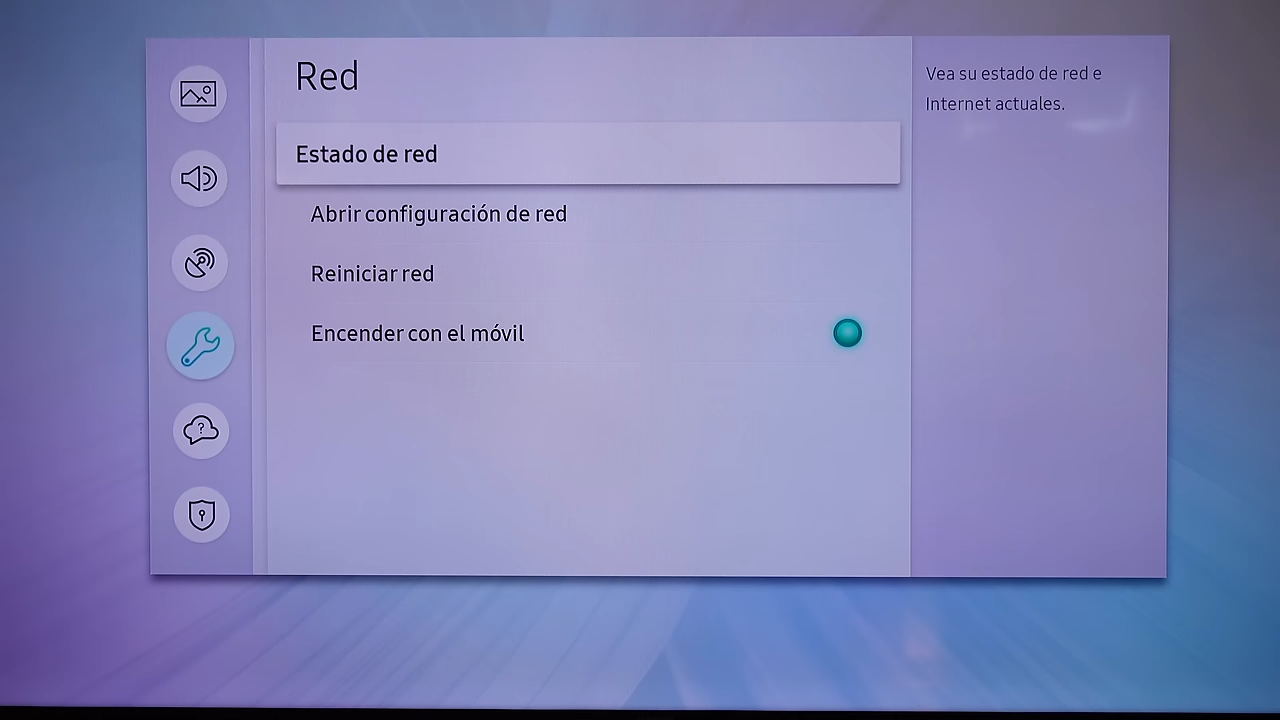 Red
Estado de red
Abrir configuración de red
Reiniciar red
Encender con el móvil
Vea su estado de red e
Internet actuales.
?